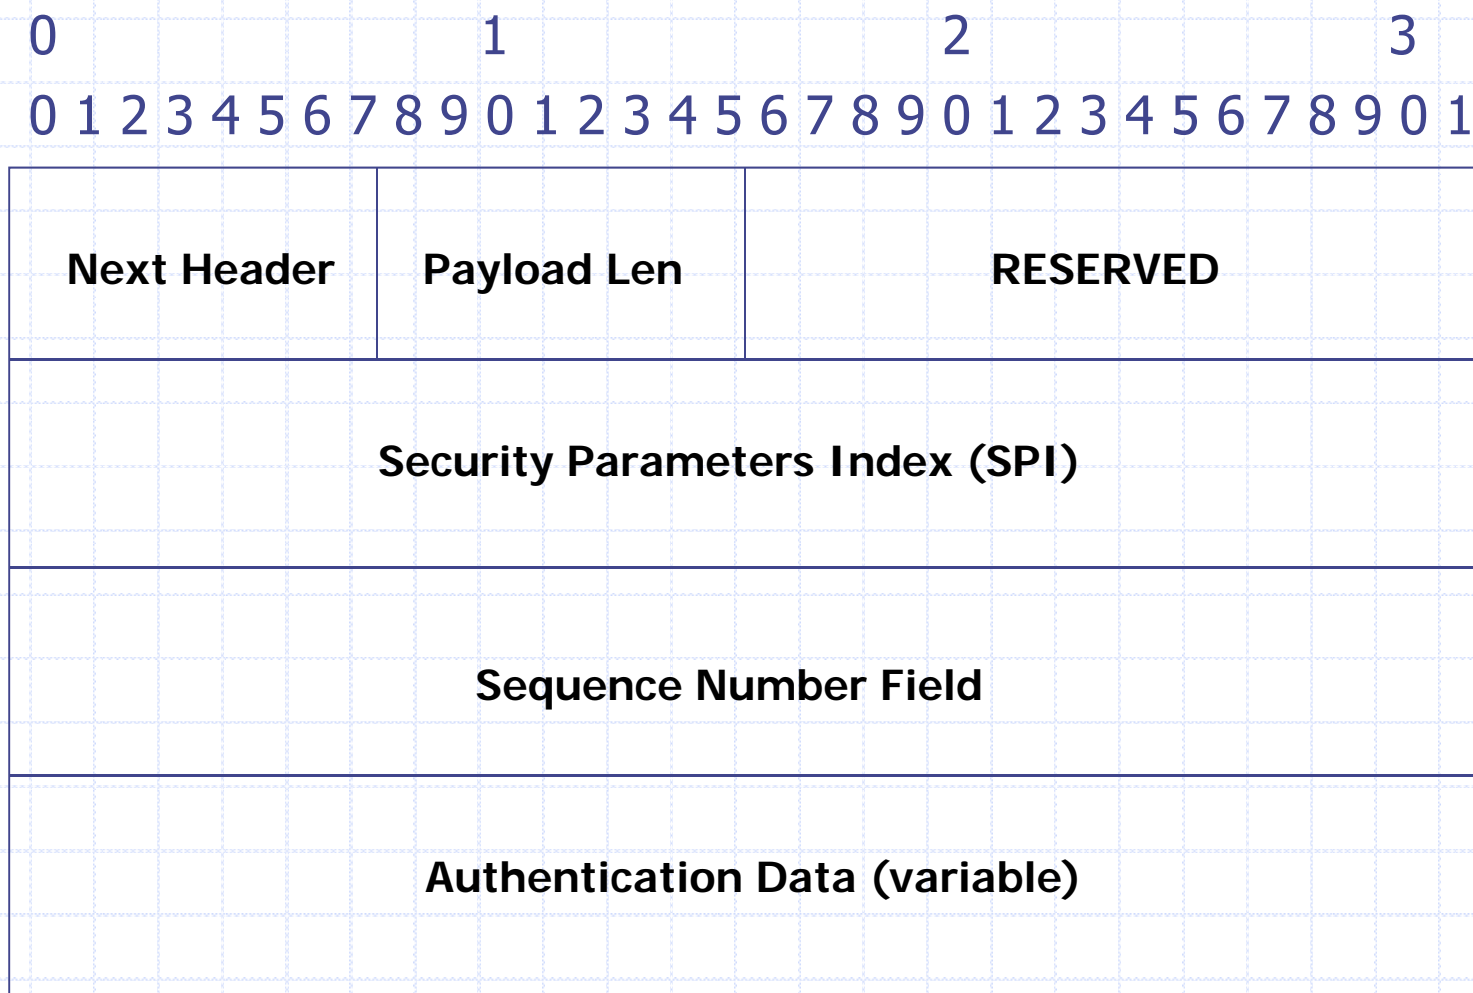 0 1 2 3
0 1 2 3 4 5 6 7 8 9 0 1 2 3 4 5 6 7 8 9 0 1 2 3 4 5 6 7 8 9 0 1
Next Header Payload Len RESERVED
Security Parameters Index (SPI)
Sequence Number Field
Authentication Data (variable)